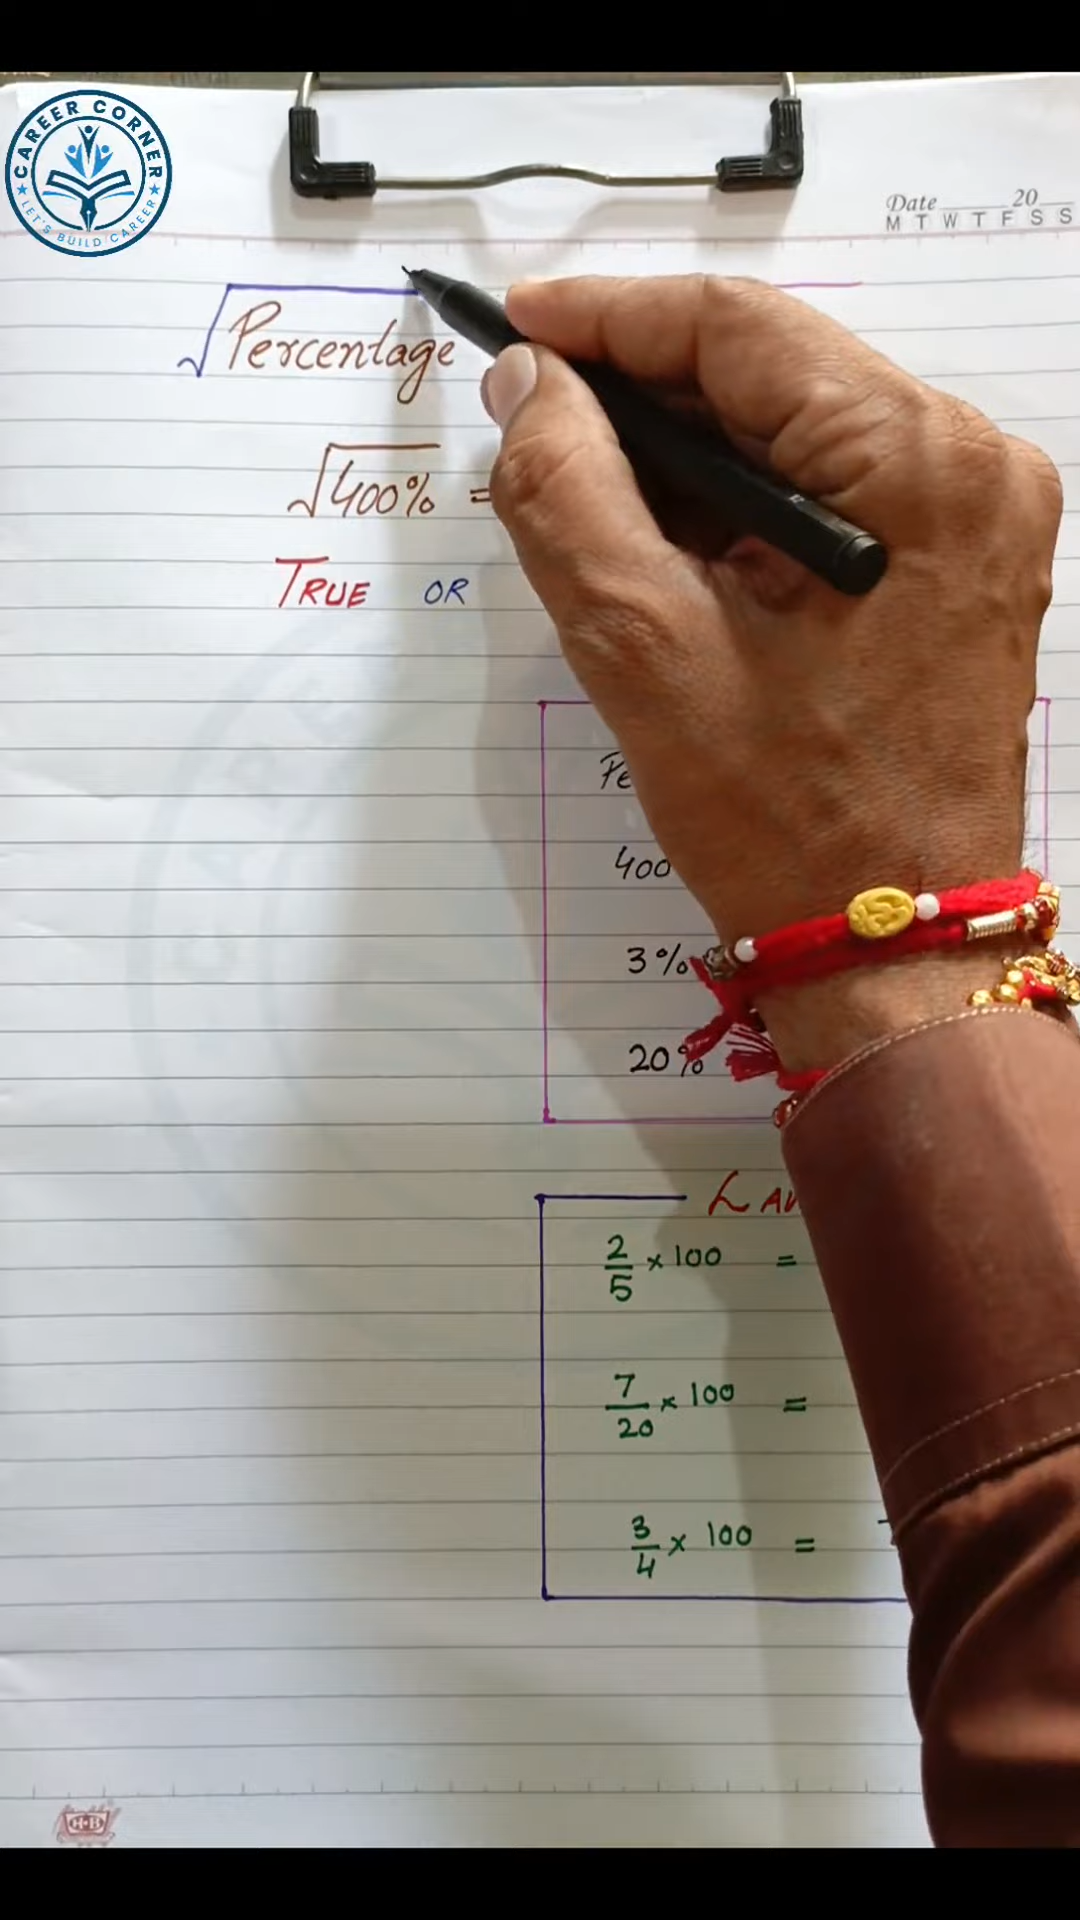 CAREER CORNER
LET'S BUILD CAREER
Date 20
M T W T F S S
√Percentage
√400% =
TRUE OR
400
3%
20%
2/5 × 100 =
7/20 × 100 =
3/4 × 100 =
H-B